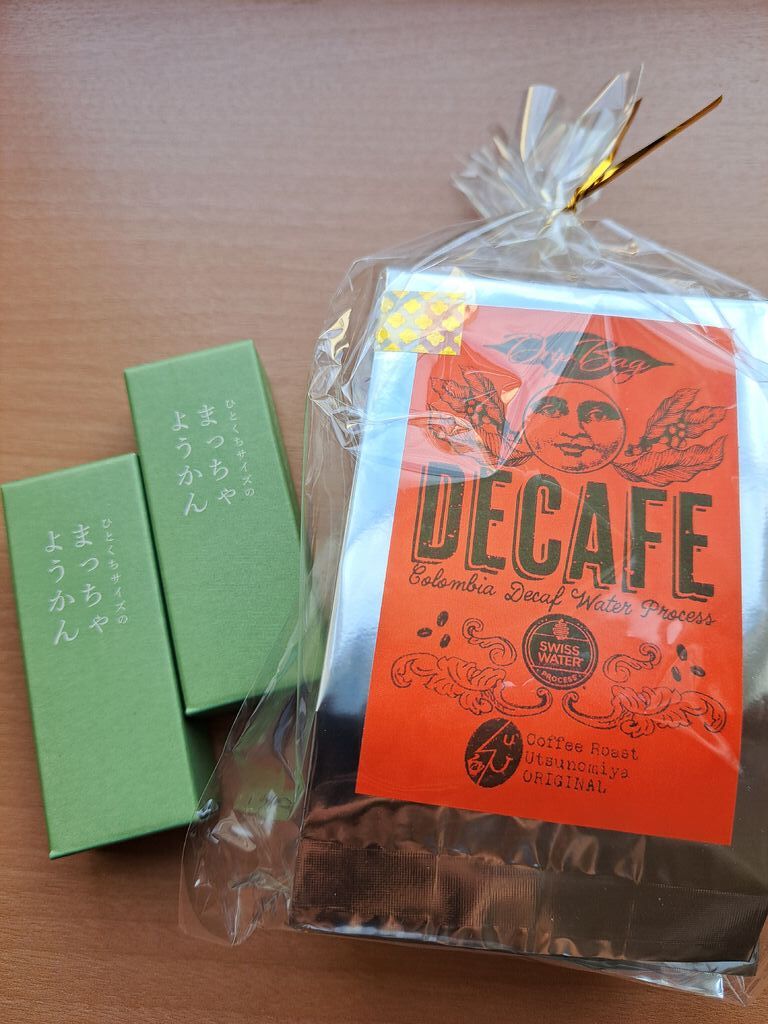 ひとくちサイズの
まっちゃ
ようかん
ひとくちサイズの
まっちゃ
ようかん
Drip Bag
DECAFE
Colombia Decaf Water Process
SWISS
WATER
PROCESS
Coffee Roast
Utsunomiya
ORIGINAL